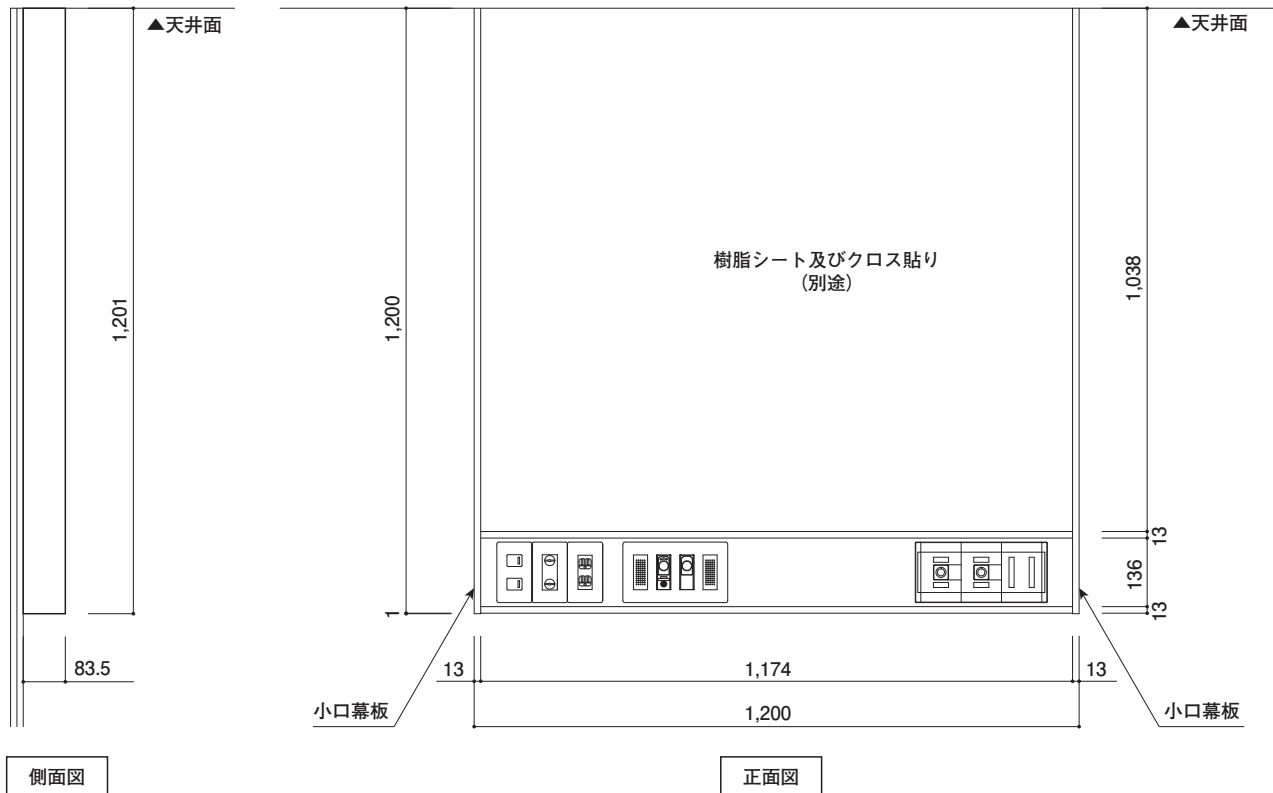 ▲天井面
1,201
83.5
側面図
▲天井面
1,200
1
樹脂シート及びクロス貼り
(別途)
1,038
13
136
13
13
1,174
13
1,200
小口幕板
小口幕板
正面図